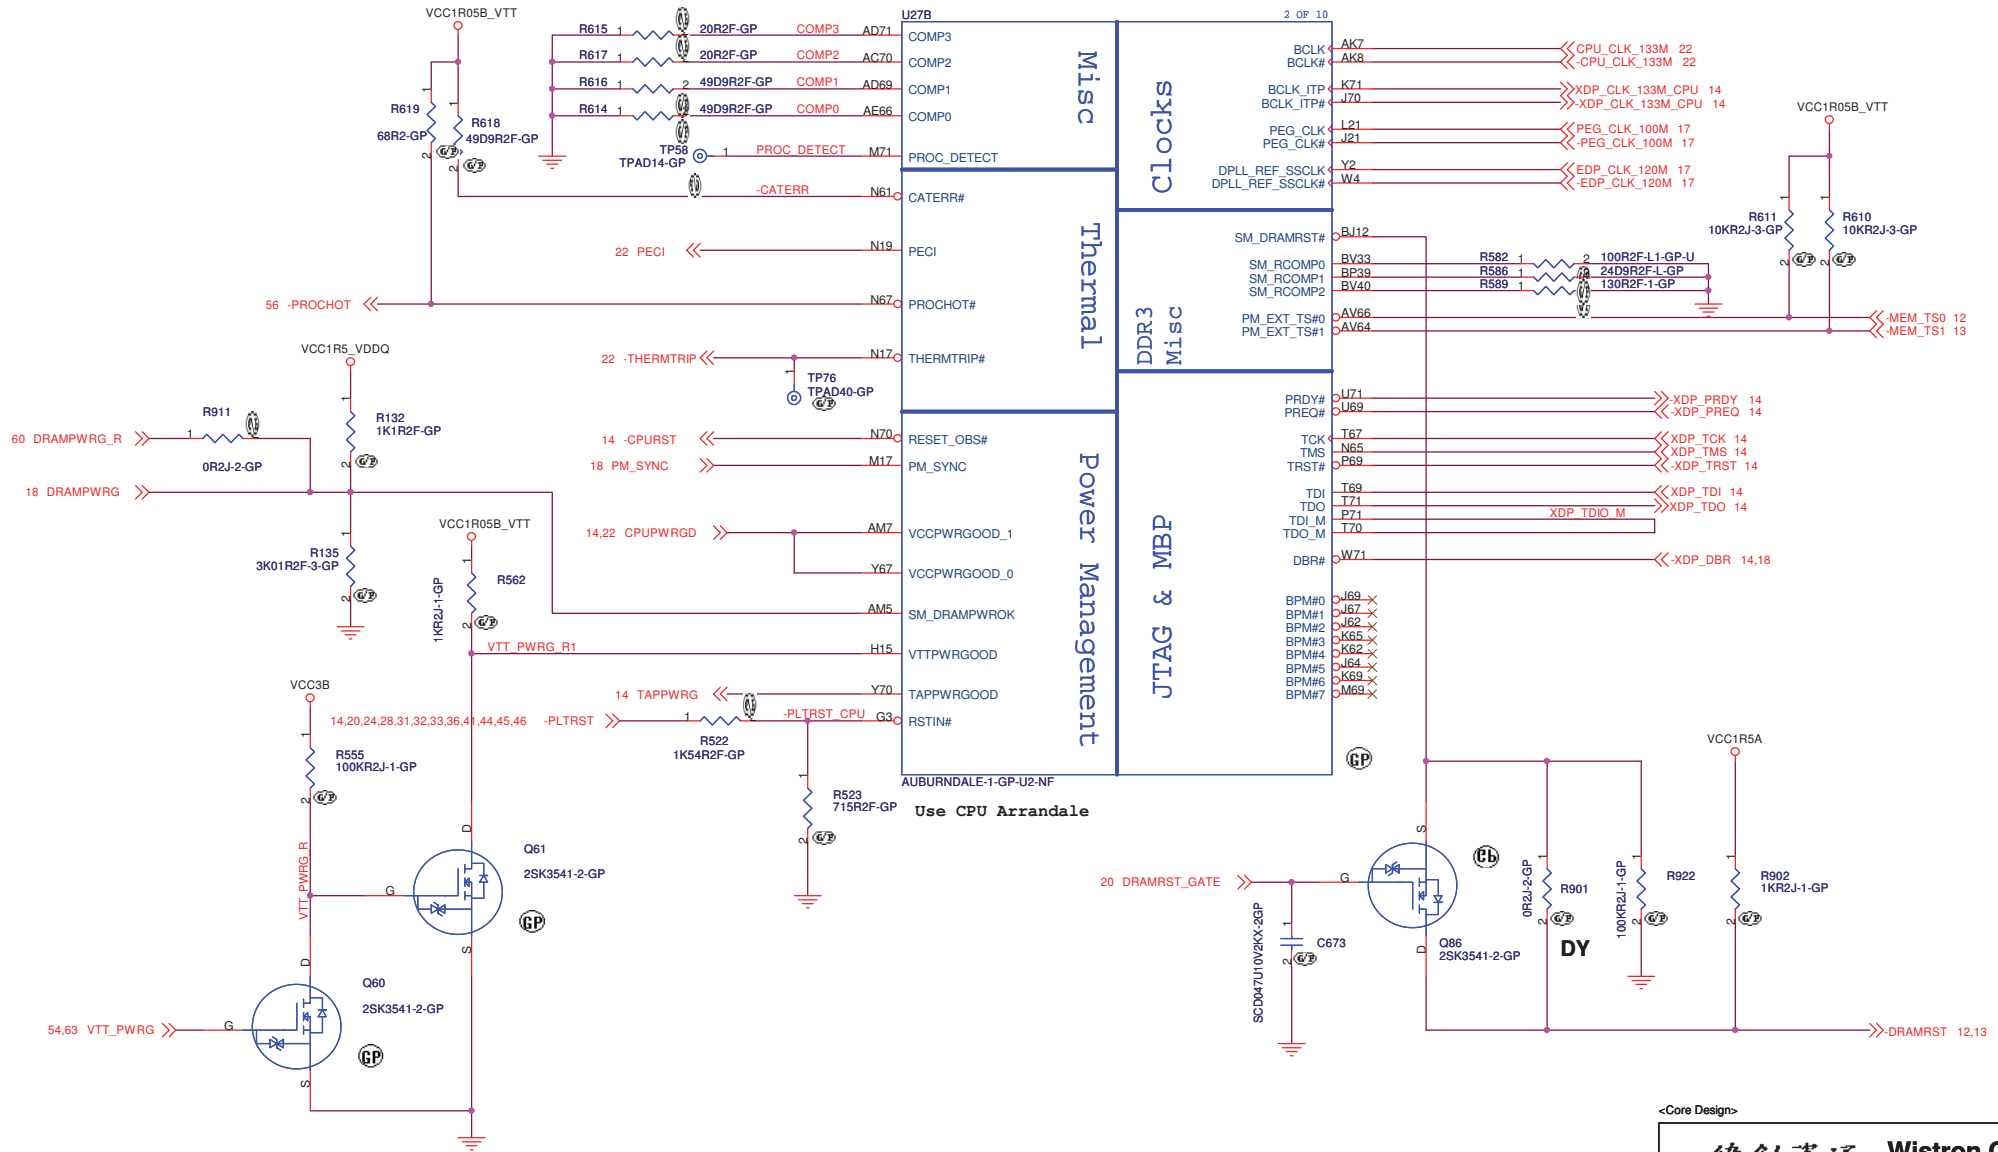 VCC1R05B_VTT
R619
68R2-GP
R618
49D9R2F-GP
R615 1 20R2F-GP COMP3 AD71
R617 1 20R2F-GP COMP2 AC70
R616 1 2 49D9R2F-GP COMP1 AD69
R614 1 49D9R2F-GP COMP0 AE66
TP58 1 PROC_DETECT M71
TPAD14-GP
-CATERR N61
22 PECI N19
56 -PROCHOT N67
22 -THERMTRIP N17
TP76
TPAD40-GP
14 -CPURST N70
18 PM_SYNC M17
14,22 CPUPWRGD AM7
Y67
AM5
VTT_PWRG_R1 H15
14 TAPPWRG Y70
14,20,24,28,31,32,33,36,41,44,45,46 -PLTRST 1 -PLTRST_CPU G3
R522
1K54R2F-GP
R523
715R2F-GP
U27B
2 OF 10
COMP3
COMP2
COMP1
COMP0
PROC_DETECT
CATERR#
PECI
PROCHOT#
THERMTRIP#
RESET_OBS#
PM_SYNC
VCCPWRGOOD_1
VCCPWRGOOD_0
SM_DRAMPWROK
VTTPWRGOOD
TAPPWRGOOD
RSTIN#
Misc
Thermal
Power Management
Clocks
DDR3
Misc
JTAG & MBP
AUBURNDALE-1-GP-U2-NF
Use CPU Arrandale
GP
BCLK AK7 CPU_CLK_133M 22
BCLK# AK8 -CPU_CLK_133M 22
BCLK_ITP K71 XDP_CLK_133M_CPU 14
BCLK_ITP# J70 -XDP_CLK_133M_CPU 14
PEG_CLK L21 PEG_CLK_100M 17
PEG_CLK# J21 -PEG_CLK_100M 17
DPLL_REF_SSCLK Y2 EDP_CLK_120M 17
DPLL_REF_SSCLK# W4 -EDP_CLK_120M 17
SM_DRAMRST# BJ12
SM_RCOMP0 BV33 R582 1 2 100R2F-L1-GP-U
SM_RCOMP1 BP39 R586 1 24D9R2F-L-GP
SM_RCOMP2 BV40 R589 1 130R2F-1-GP
PM_EXT_TS#0 AV66 -MEM_TS0 12
PM_EXT_TS#1 AV64 -MEM_TS1 13
VCC1R05B_VTT
R611
10KR2J-3-GP
R610
10KR2J-3-GP
PRDY# U71 -XDP_PRDY 14
PREQ# U69 -XDP_PREQ 14
TCK T67 XDP_TCK 14
TMS N65 XDP_TMS 14
TRST# P69 -XDP_TRST 14
TDI T69 XDP_TDI 14
TDO T71 XDP_TDO 14
TDI_M P71 XDP_TDIO_M
TDO_M T70
DBR# W71 -XDP_DBR 14,18
BPM#0 J69
BPM#1 J67
BPM#2 J62
BPM#3 K65
BPM#4 K62
BPM#5 J64
BPM#6 K69
BPM#7 M69
VCC1R5_VDDQ
R911
0R2J-2-GP
R132
1K1R2F-GP
60 DRAMPWRG_R
18 DRAMPWRG
R135
3K01R2F-3-GP
VCC1R05B_VTT
R562
1KR2J-1-GP
VCC3B
R555
100KR2J-1-GP
VTT_PWRG_R
D
G
S
Q61
2SK3541-2-GP
GP
D
G
S
Q60
2SK3541-2-GP
GP
54,63 VTT_PWRG
VCC1R5A
20 DRAMRST_GATE
SCD047U10V2KX-2GP
C673
S
G
D
Q86
2SK3541-2-GP
0R2J-2-GP
R901
DY
100KR2J-1-GP
R922
R902
1KR2J-1-GP
-DRAMRST 12,13
<Core Design>